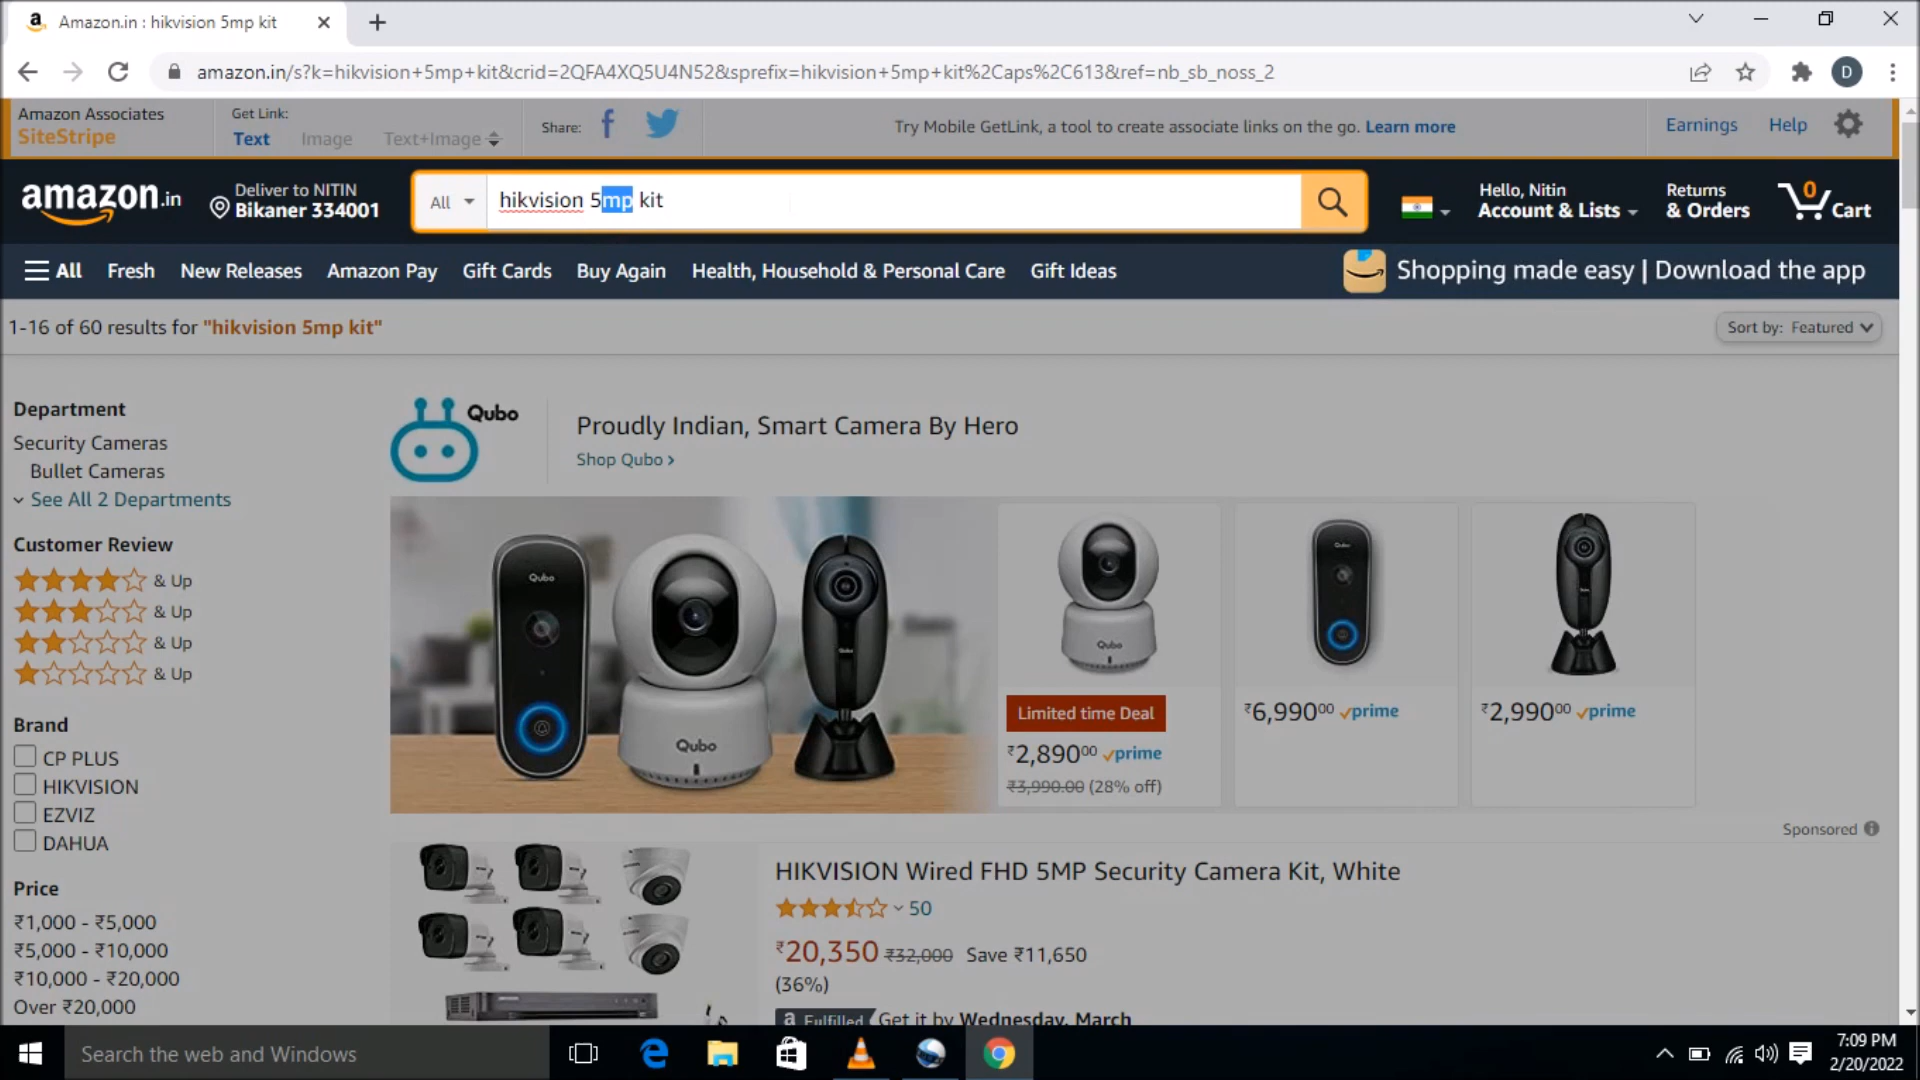 Amazon.in : hikvision 5mp kit
amazon.in/s?k=hikvision+5mp+kit&crid=2QFA4XQ5U4N52&sprefix=hikvision+5mp+kit%2Caps%2C613&ref=nb_sb_noss_2
D
Amazon Associates
SiteStripe
Get Link:
Text Image Text+Image
Share:
Try Mobile GetLink, a tool to create associate links on the go. Learn more
Earnings Help
amazon.in
Deliver to NITIN
Bikaner 334001
All
hikvision 5mp kit
Hello, Nitin
Account & Lists
Returns
& Orders
0
Cart
All Fresh New Releases Amazon Pay Gift Cards Buy Again Health, Household & Personal Care Gift Ideas
Shopping made easy | Download the app
1-16 of 60 results for "hikvision 5mp kit"
Sort by: Featured
Department
Security Cameras
Bullet Cameras
See All 2 Departments
Customer Review
& Up
& Up
& Up
& Up
Brand
CP PLUS
HIKVISION
EZVIZ
DAHUA
Price
₹1,000 - ₹5,000
₹5,000 - ₹10,000
₹10,000 - ₹20,000
Over ₹20,000
Qubo
Proudly Indian, Smart Camera By Hero
Shop Qubo ›
Qubo
Qubo
Qubo
Limited time Deal
₹2,890⁰⁰ prime
₹3,990.00 (28% off)
₹6,990⁰⁰ prime
₹2,990⁰⁰ prime
Sponsored
HIKVISION Wired FHD 5MP Security Camera Kit, White
50
₹20,350 ₹32,000 Save ₹11,650
(36%)
a Fulfilled Get it by Wednesday, March
Search the web and Windows
7:09 PM
2/20/2022